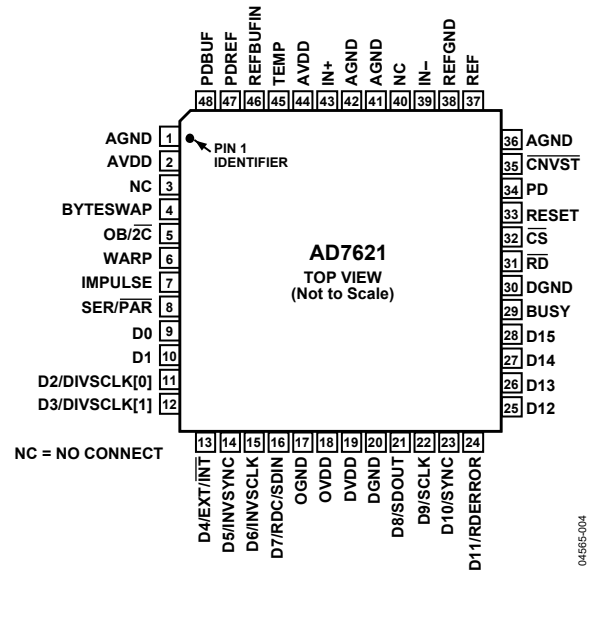 PDBUF
PDREF
REFBUFIN
TEMP
AVDD
IN+
AGND
AGND
NC
IN–
REFGND
REF
48
47
46
45
44
43
42
41
40
39
38
37
AGND 1
AVDD 2
NC 3
BYTESWAP 4
OB/2C 5
WARP 6
IMPULSE 7
SER/PAR 8
D0 9
D1 10
D2/DIVSCLK[0] 11
D3/DIVSCLK[1] 12
PIN 1
IDENTIFIER
AD7621
TOP VIEW
(Not to Scale)
36 AGND
35 CNVST
34 PD
33 RESET
32 CS
31 RD
30 DGND
29 BUSY
28 D15
27 D14
26 D13
25 D12
13
14
15
16
17
18
19
20
21
22
23
24
D4/EXT/INT
D5/INVSYNC
D6/INVSCLK
D7/RDC/SDIN
OGND
OVDD
DVDD
DGND
D8/SDOUT
D9/SCLK
D10/SYNC
D11/RDERROR
NC = NO CONNECT
04565-004